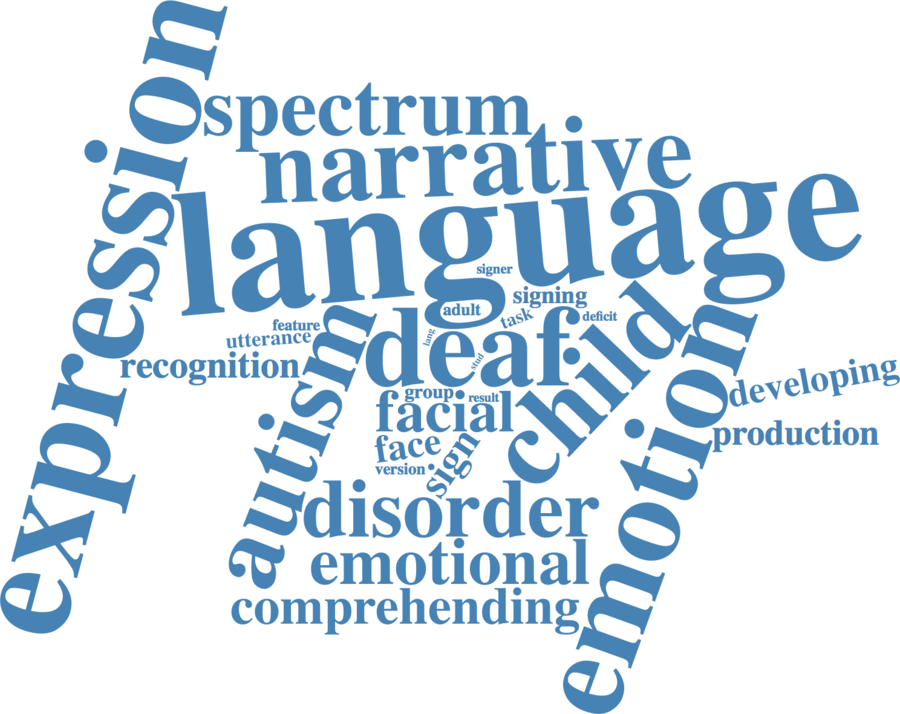 expression
spectrum
narrative
language
signer
signing
adult
task
deficit
feature
utterance
lang
deaf
stud
recognition
autism
child
emotion
developing
group
result
facial
production
face
sign
version
disorder
emotional
comprehending